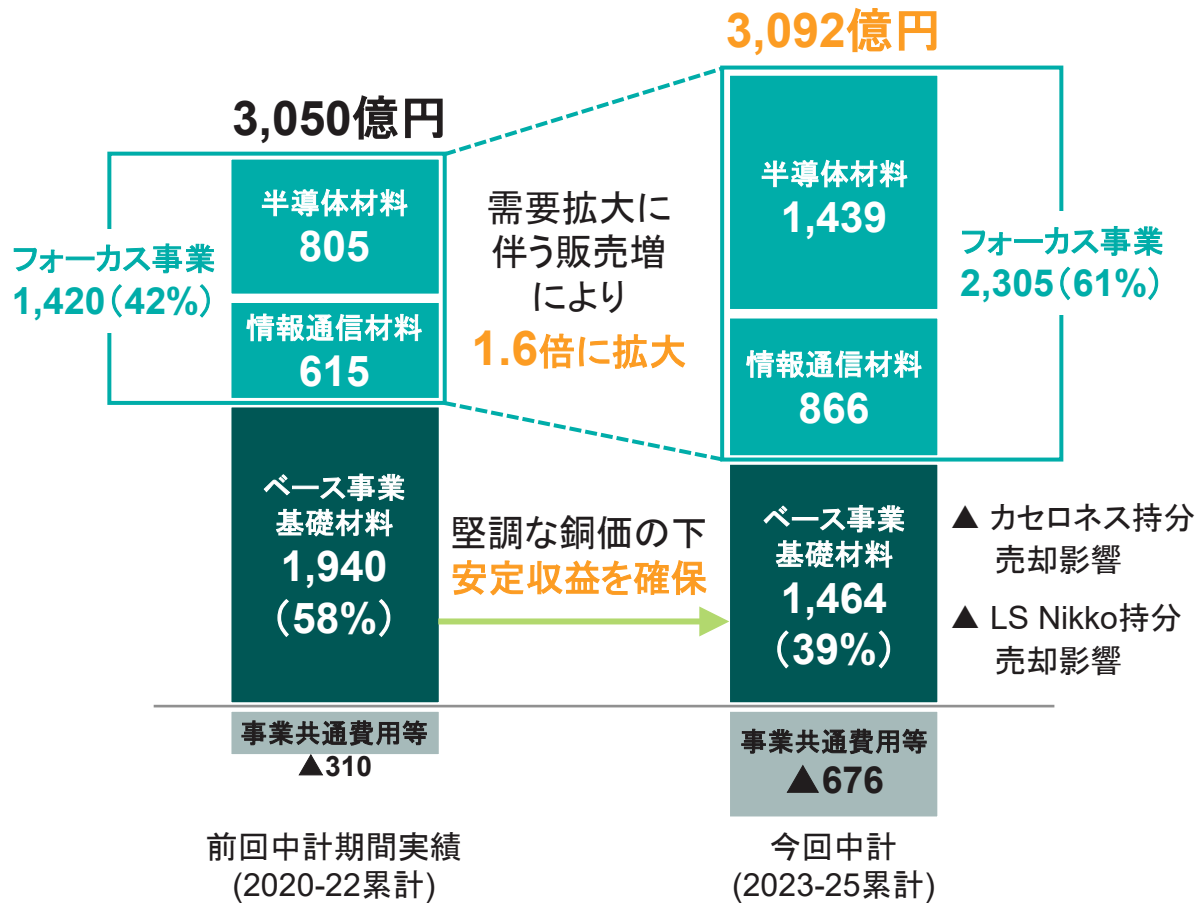 3,050億円
フォーカス事業
1,420(42%)
半導体材料
805
情報通信材料
615
ベース事業
基礎材料
1,940
(58%)
事業共通費用等
▲310
前回中計期間実績
(2020-22累計)
需要拡大に
伴う販売増
により
1.6倍に拡大
堅調な銅価の下
安定収益を確保
3,092億円
半導体材料
1,439
情報通信材料
866
フォーカス事業
2,305(61%)
ベース事業
基礎材料
1,464
(39%)
▲ カセロネス持分
売却影響
▲ LS Nikko持分
売却影響
事業共通費用等
▲676
今回中計
(2023-25累計)